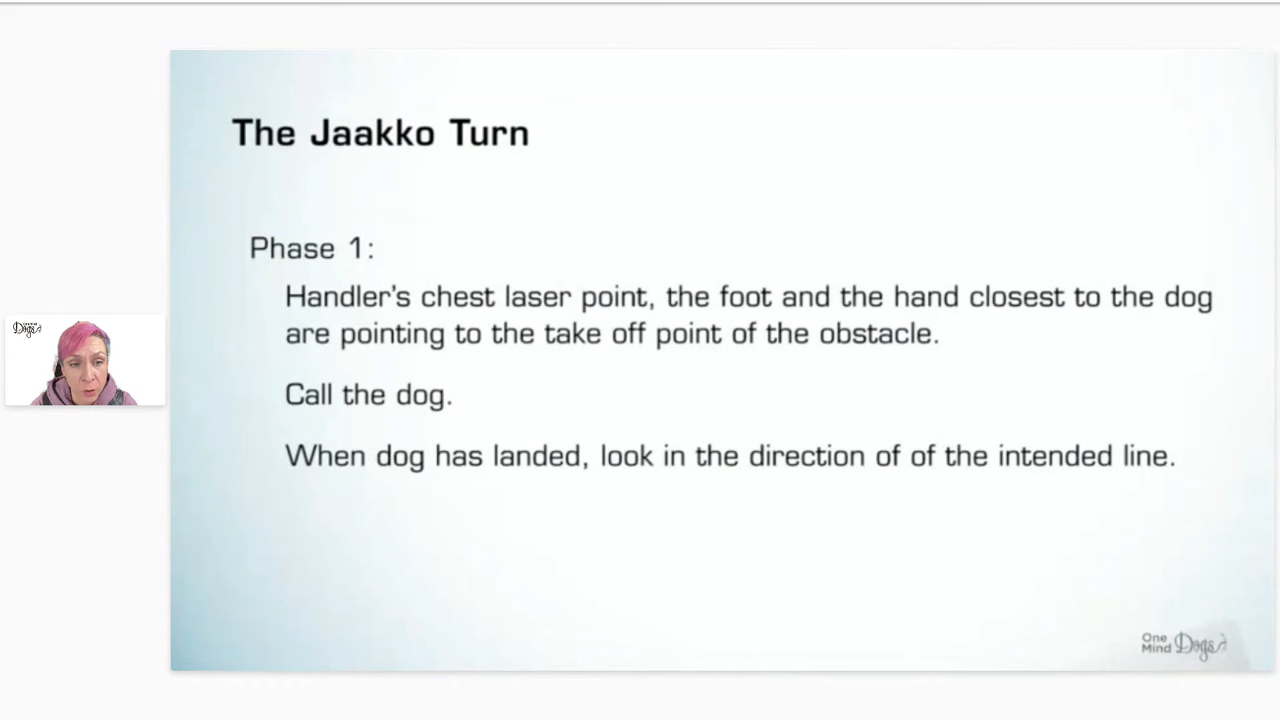 The Jaakko Turn
Phase 1:
Handler's chest laser point, the foot and the hand closest to the dog
are pointing to the take off point of the obstacle.
Call the dog.
When dog has landed, look in the direction of of the intended line.
One
Mind Dogs
Dogs